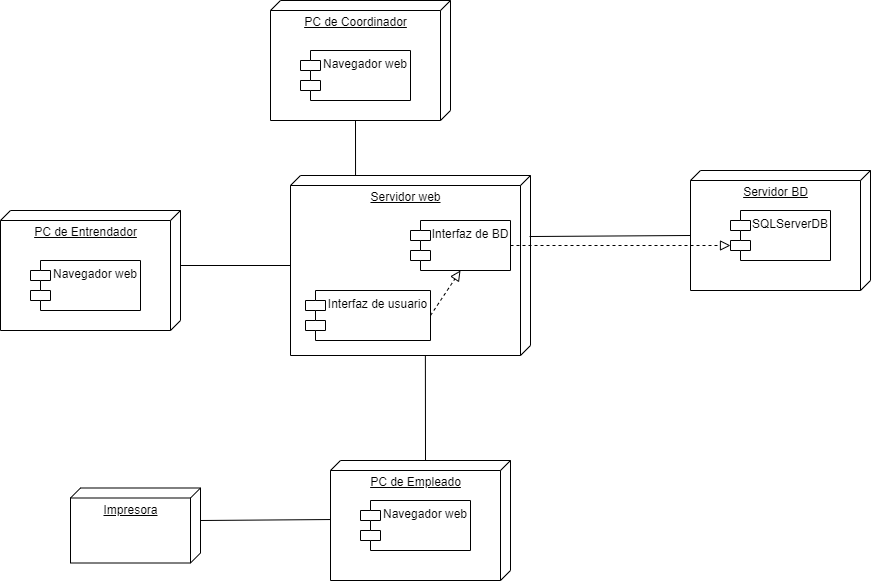 PC de Coordinador
Navegador web
Servidor web
Interfaz de BD
Interfaz de usuario
Servidor BD
SQLServerDB
PC de Entrendador
Navegador web
PC de Empleado
Navegador web
Impresora